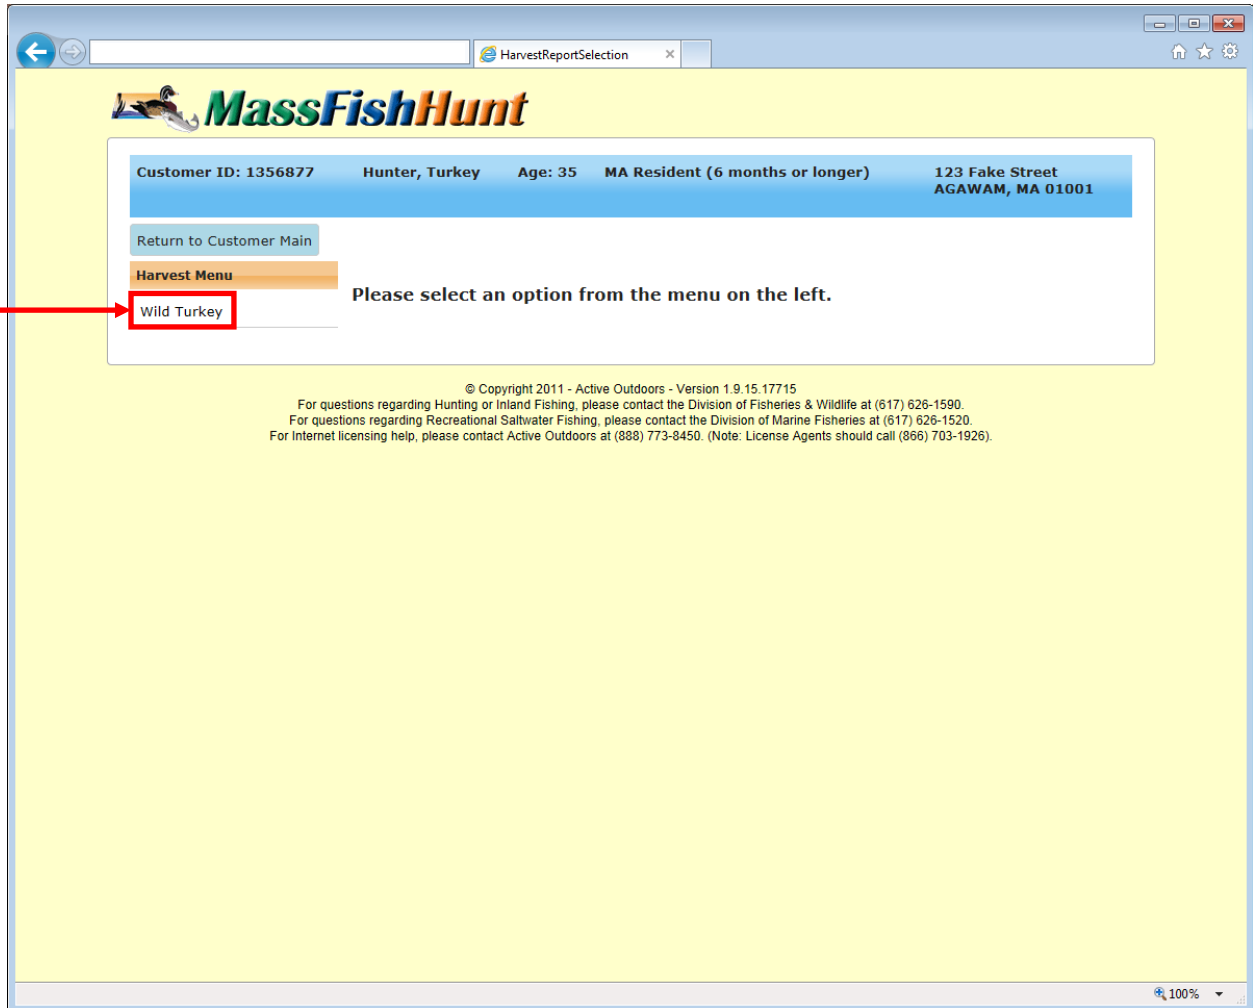 HarvestReportSelection
MassFishHunt
Customer ID: 1356877 Hunter, Turkey Age: 35 MA Resident (6 months or longer) 123 Fake Street
AGAWAM, MA 01001
Return to Customer Main
Harvest Menu
Please select an option from the menu on the left.
Wild Turkey
© Copyright 2011 - Active Outdoors - Version 1.9.15.17715
For questions regarding Hunting or Inland Fishing, please contact the Division of Fisheries & Wildlife at (617) 626-1590.
For questions regarding Recreational Saltwater Fishing, please contact the Division of Marine Fisheries at (617) 626-1520.
For Internet licensing help, please contact Active Outdoors at (888) 773-8450. (Note: License Agents should call (866) 703-1926).
100%